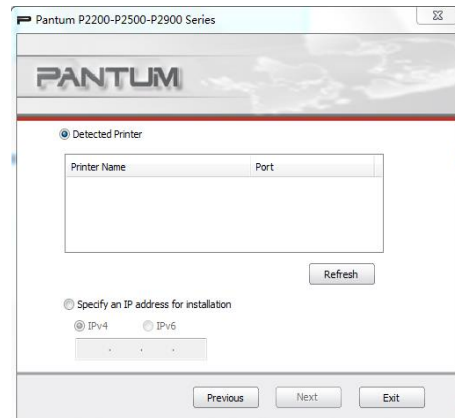 Pantum P2200-P2500-P2900 Series
PANTUM
Detected Printer
Printer Name Port
Refresh
Specify an IP address for installation
IPv4 IPv6
. . .
Previous Next Exit